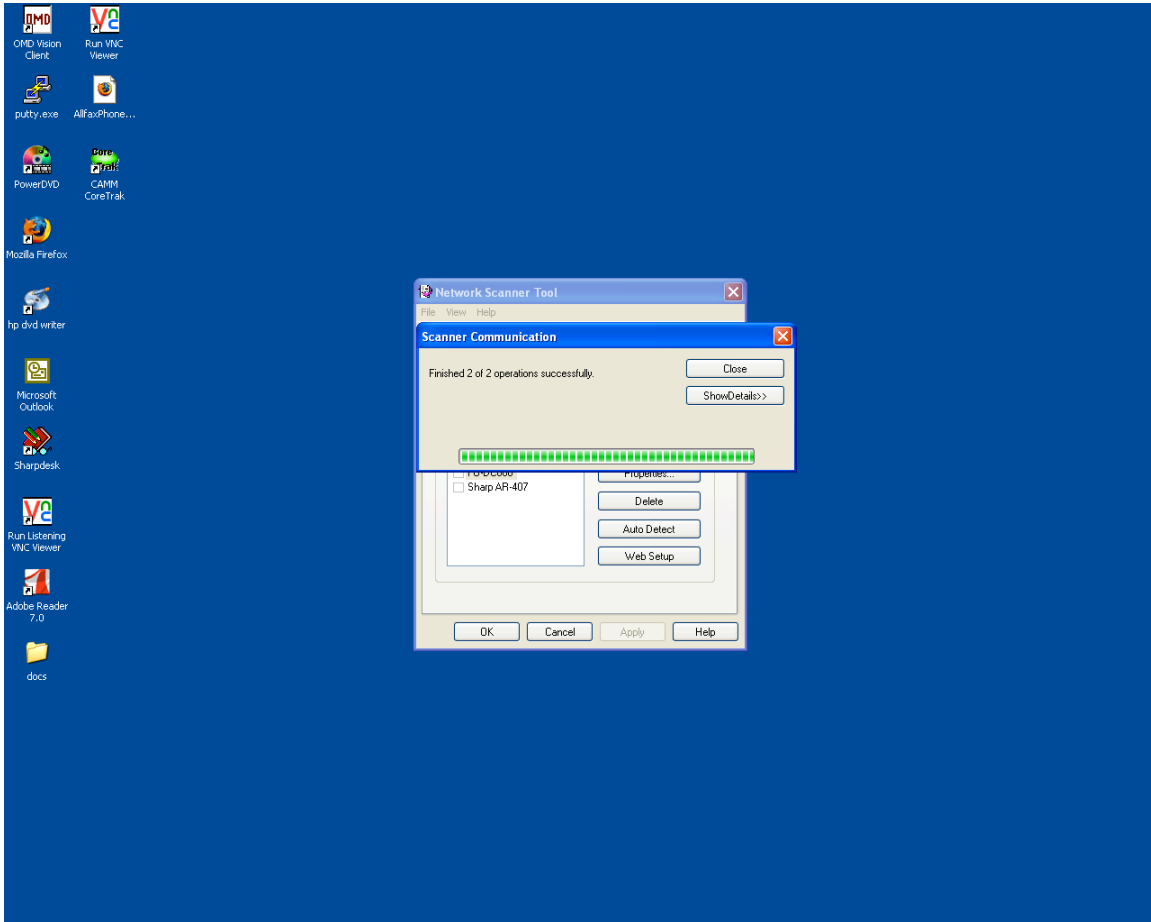 OMD Vision
Client
Run VNC
Viewer
putty.exe
AllfaxPhone...
PowerDVD
CAMM
CoreTrak
Mozilla Firefox
hp dvd writer
Microsoft
Outlook
Sharpdesk
Run Listening
VNC Viewer
Adobe Reader
7.0
docs
Network Scanner Tool
File View Help
Scanner Communication
Finished 2 of 2 operations successfully.
Close
ShowDetails>>
Properties...
Sharp AR-407
Delete
Auto Detect
Web Setup
OK Cancel Apply Help